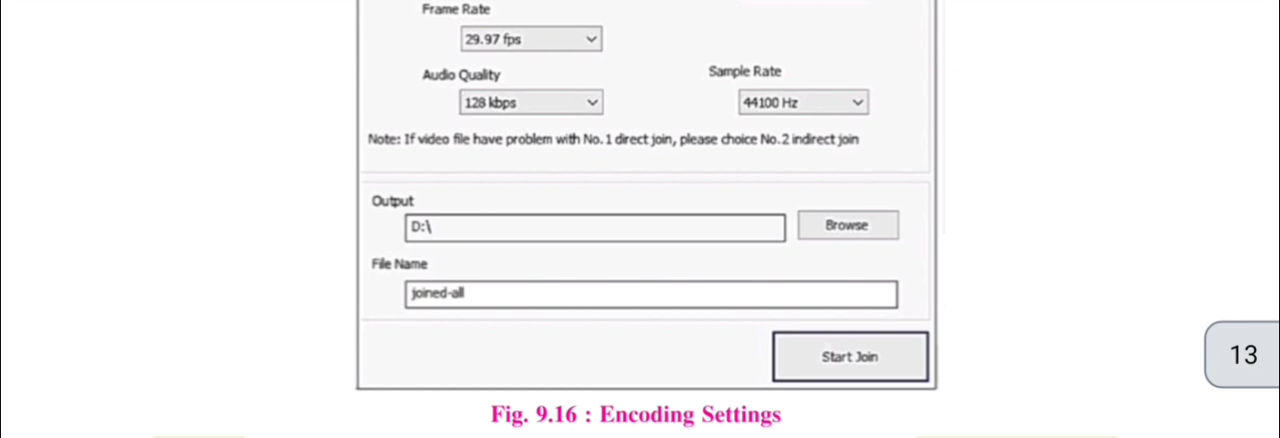 Frame Rate
29.97 fps
Audio Quality
Sample Rate
128 kbps
44100 Hz
Note: If video file have problem with No.1 direct join, please choice No.2 indirect join
Output
D:\
Browse
File Name
joined-all
Start Join
13
Fig. 9.16 : Encoding Settings